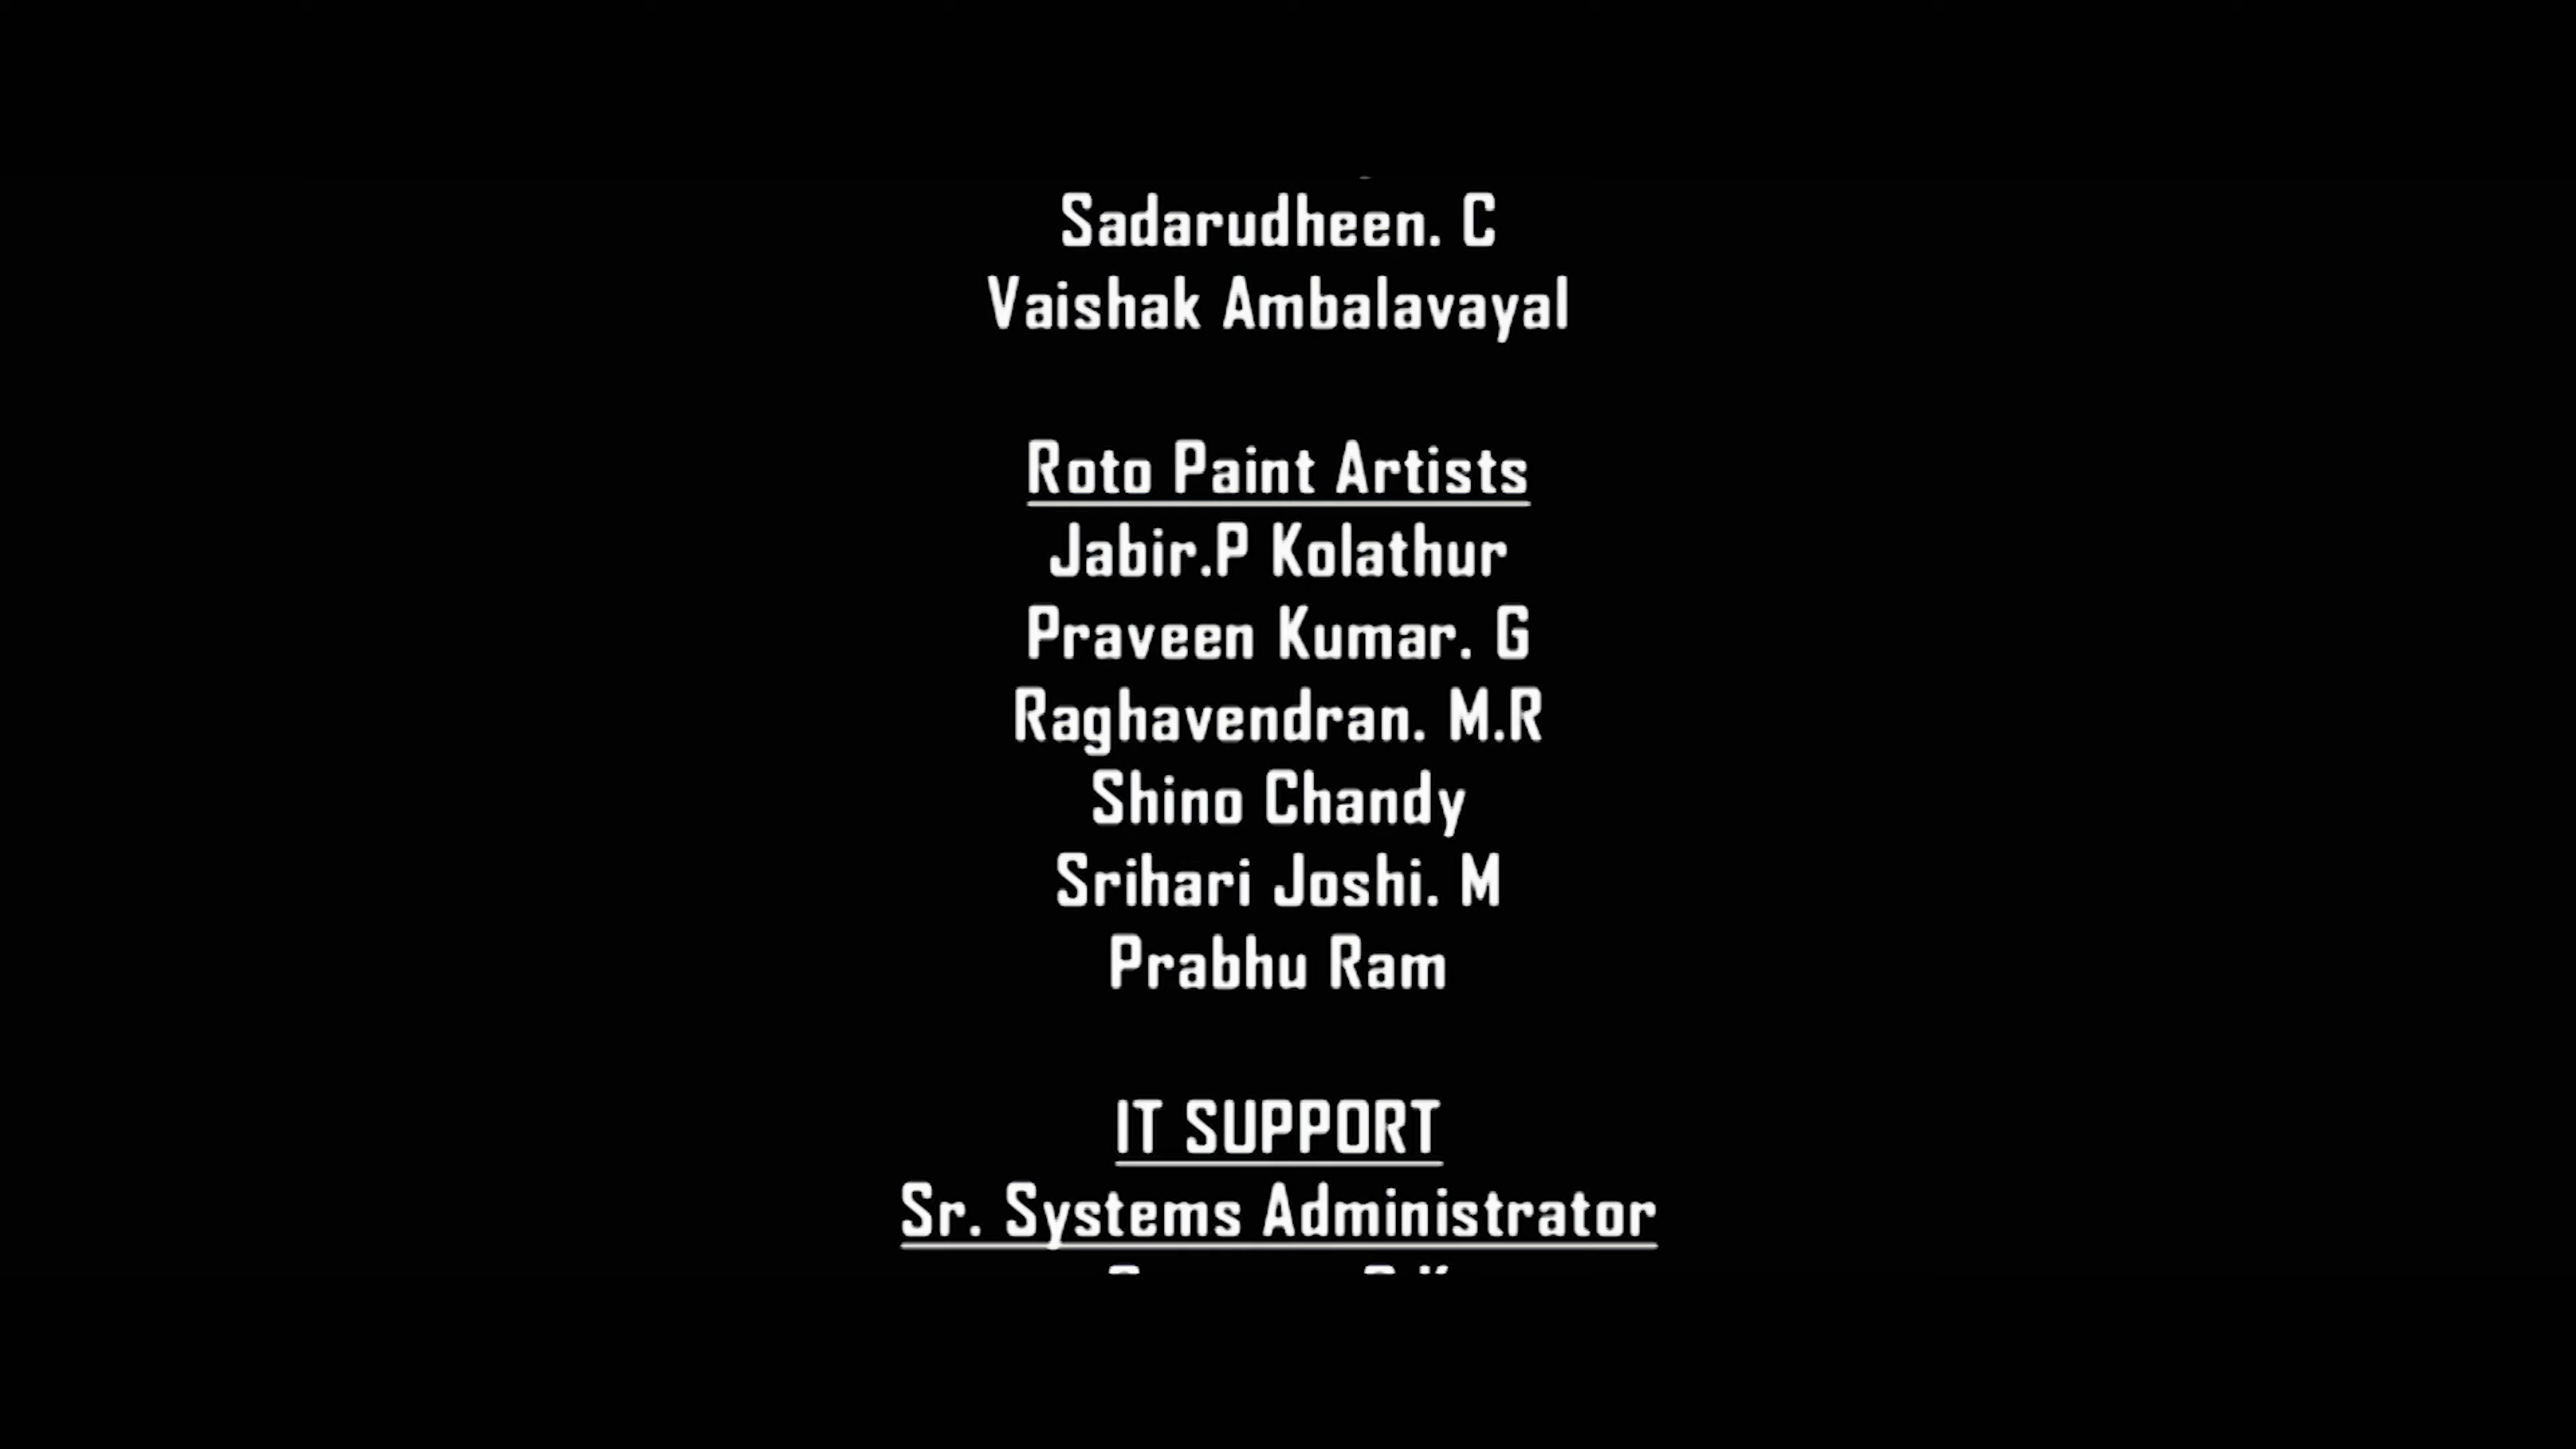 Sadarudheen. C
Vaishak Ambalavayal
Roto Paint Artists
Jabir.P Kolathur
Praveen Kumar. G
Raghavendran. M.R
Shino Chandy
Srihari Joshi. M
Prabhu Ram
IT SUPPORT
Sr. Systems Administrator